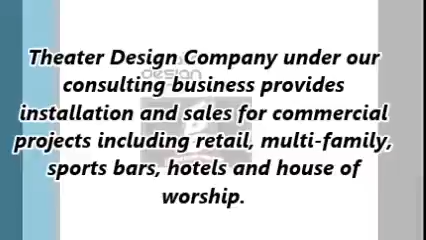 Theater Design Company under our
design
consulting business provides
installation and sales for commercial
projects including retail, multi-family,
sports bars, hotels and house of
worship.